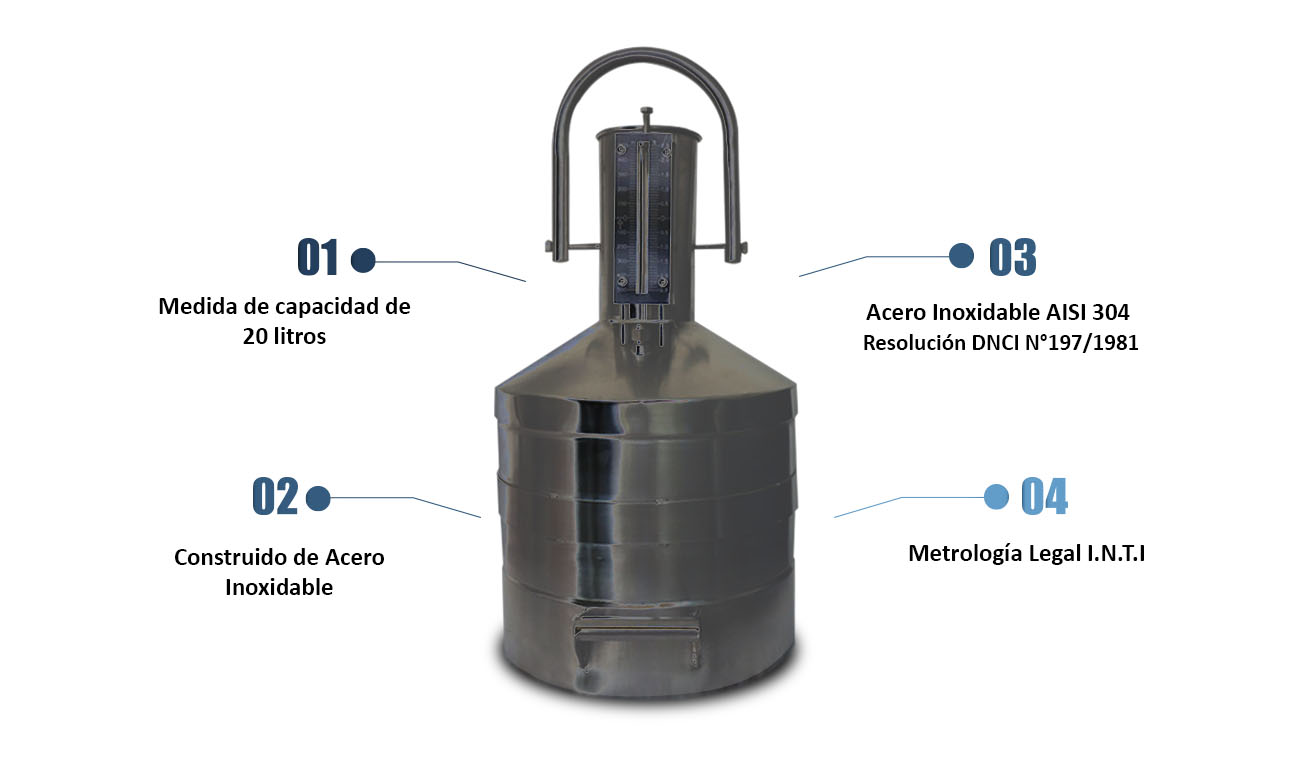 01
Medida de capacidad de
20 litros
02
Construido de Acero
Inoxidable
03
Acero Inoxidable AISI 304
Resolución DNCI N°197/1981
04
Metrología Legal I.N.T.I